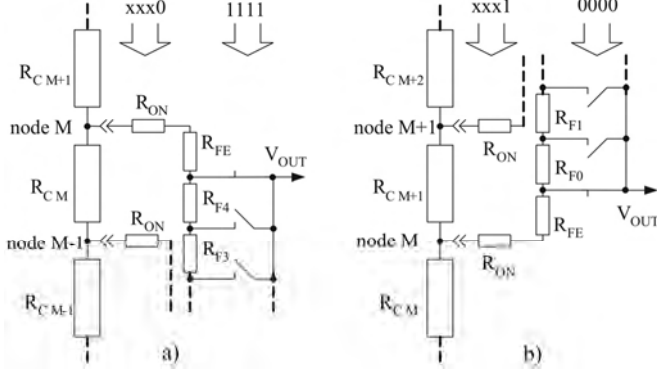 xxx0 1111
R_C M+1
R_ON
node M
R_FE
V_OUT
R_C M
R_F4
R_ON
node M-1
R_F3
R_C M-1
a)
xxx1 0000
R_C M+2
R_F1
node M+1
R_ON
R_F0
R_C M+1
V_OUT
R_FE
node M
R_ON
R_C M
b)